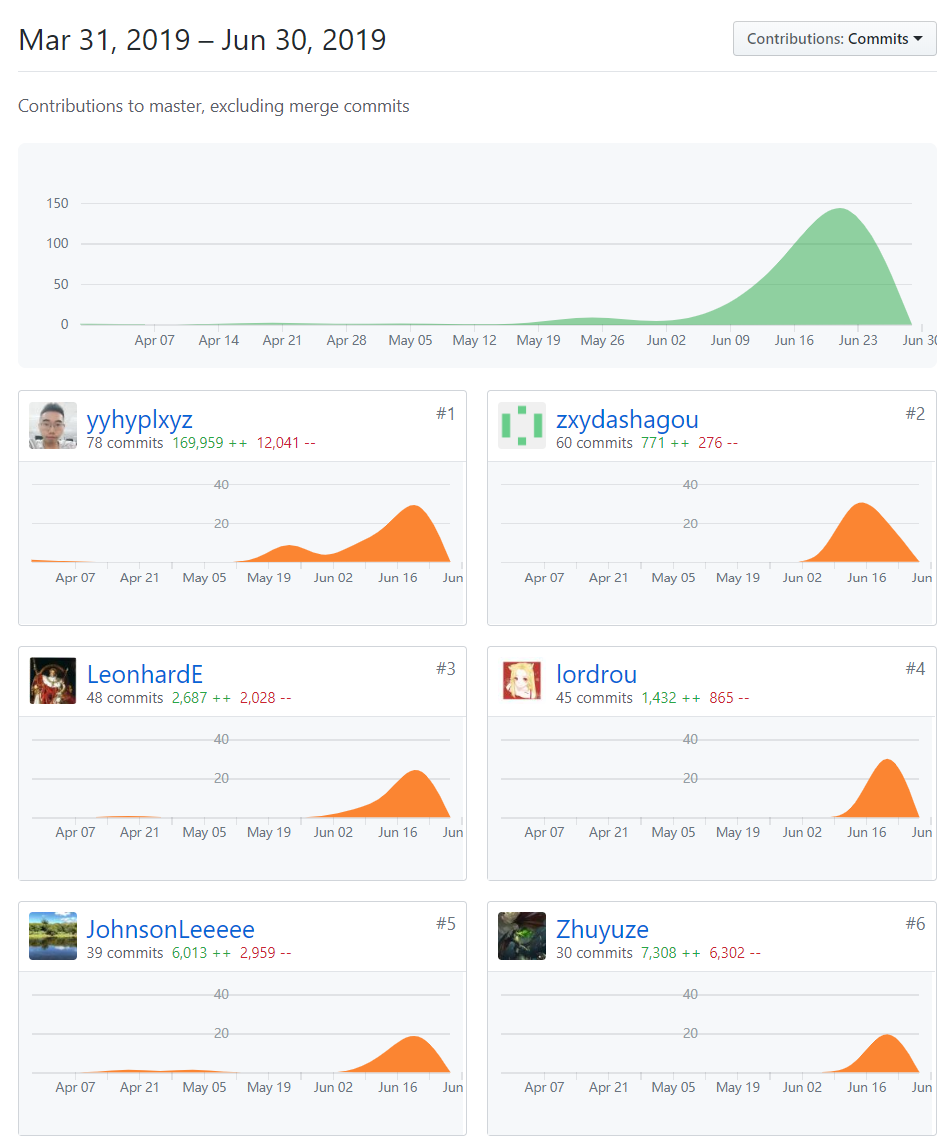 Mar 31, 2019 – Jun 30, 2019
Contributions: Commits
Contributions to master, excluding merge commits
150
100
50
0
Apr 07 Apr 14 Apr 21 Apr 28 May 05 May 12 May 19 May 26 Jun 02 Jun 09 Jun 16 Jun 23 Jun 30
yyhyplxyz #1
78 commits 169,959 ++ 12,041 --
40
20
Apr 07 Apr 21 May 05 May 19 Jun 02 Jun 16 Jun
zxydashagou #2
60 commits 771 ++ 276 --
40
20
Apr 07 Apr 21 May 05 May 19 Jun 02 Jun 16 Jun
LeonhardE #3
48 commits 2,687 ++ 2,028 --
40
20
Apr 07 Apr 21 May 05 May 19 Jun 02 Jun 16 Jun
lordrou #4
45 commits 1,432 ++ 865 --
40
20
Apr 07 Apr 21 May 05 May 19 Jun 02 Jun 16 Jun
JohnsonLeeeee #5
39 commits 6,013 ++ 2,959 --
40
20
Apr 07 Apr 21 May 05 May 19 Jun 02 Jun 16 Jun
Zhuyuze #6
30 commits 7,308 ++ 6,302 --
40
20
Apr 07 Apr 21 May 05 May 19 Jun 02 Jun 16 Jun